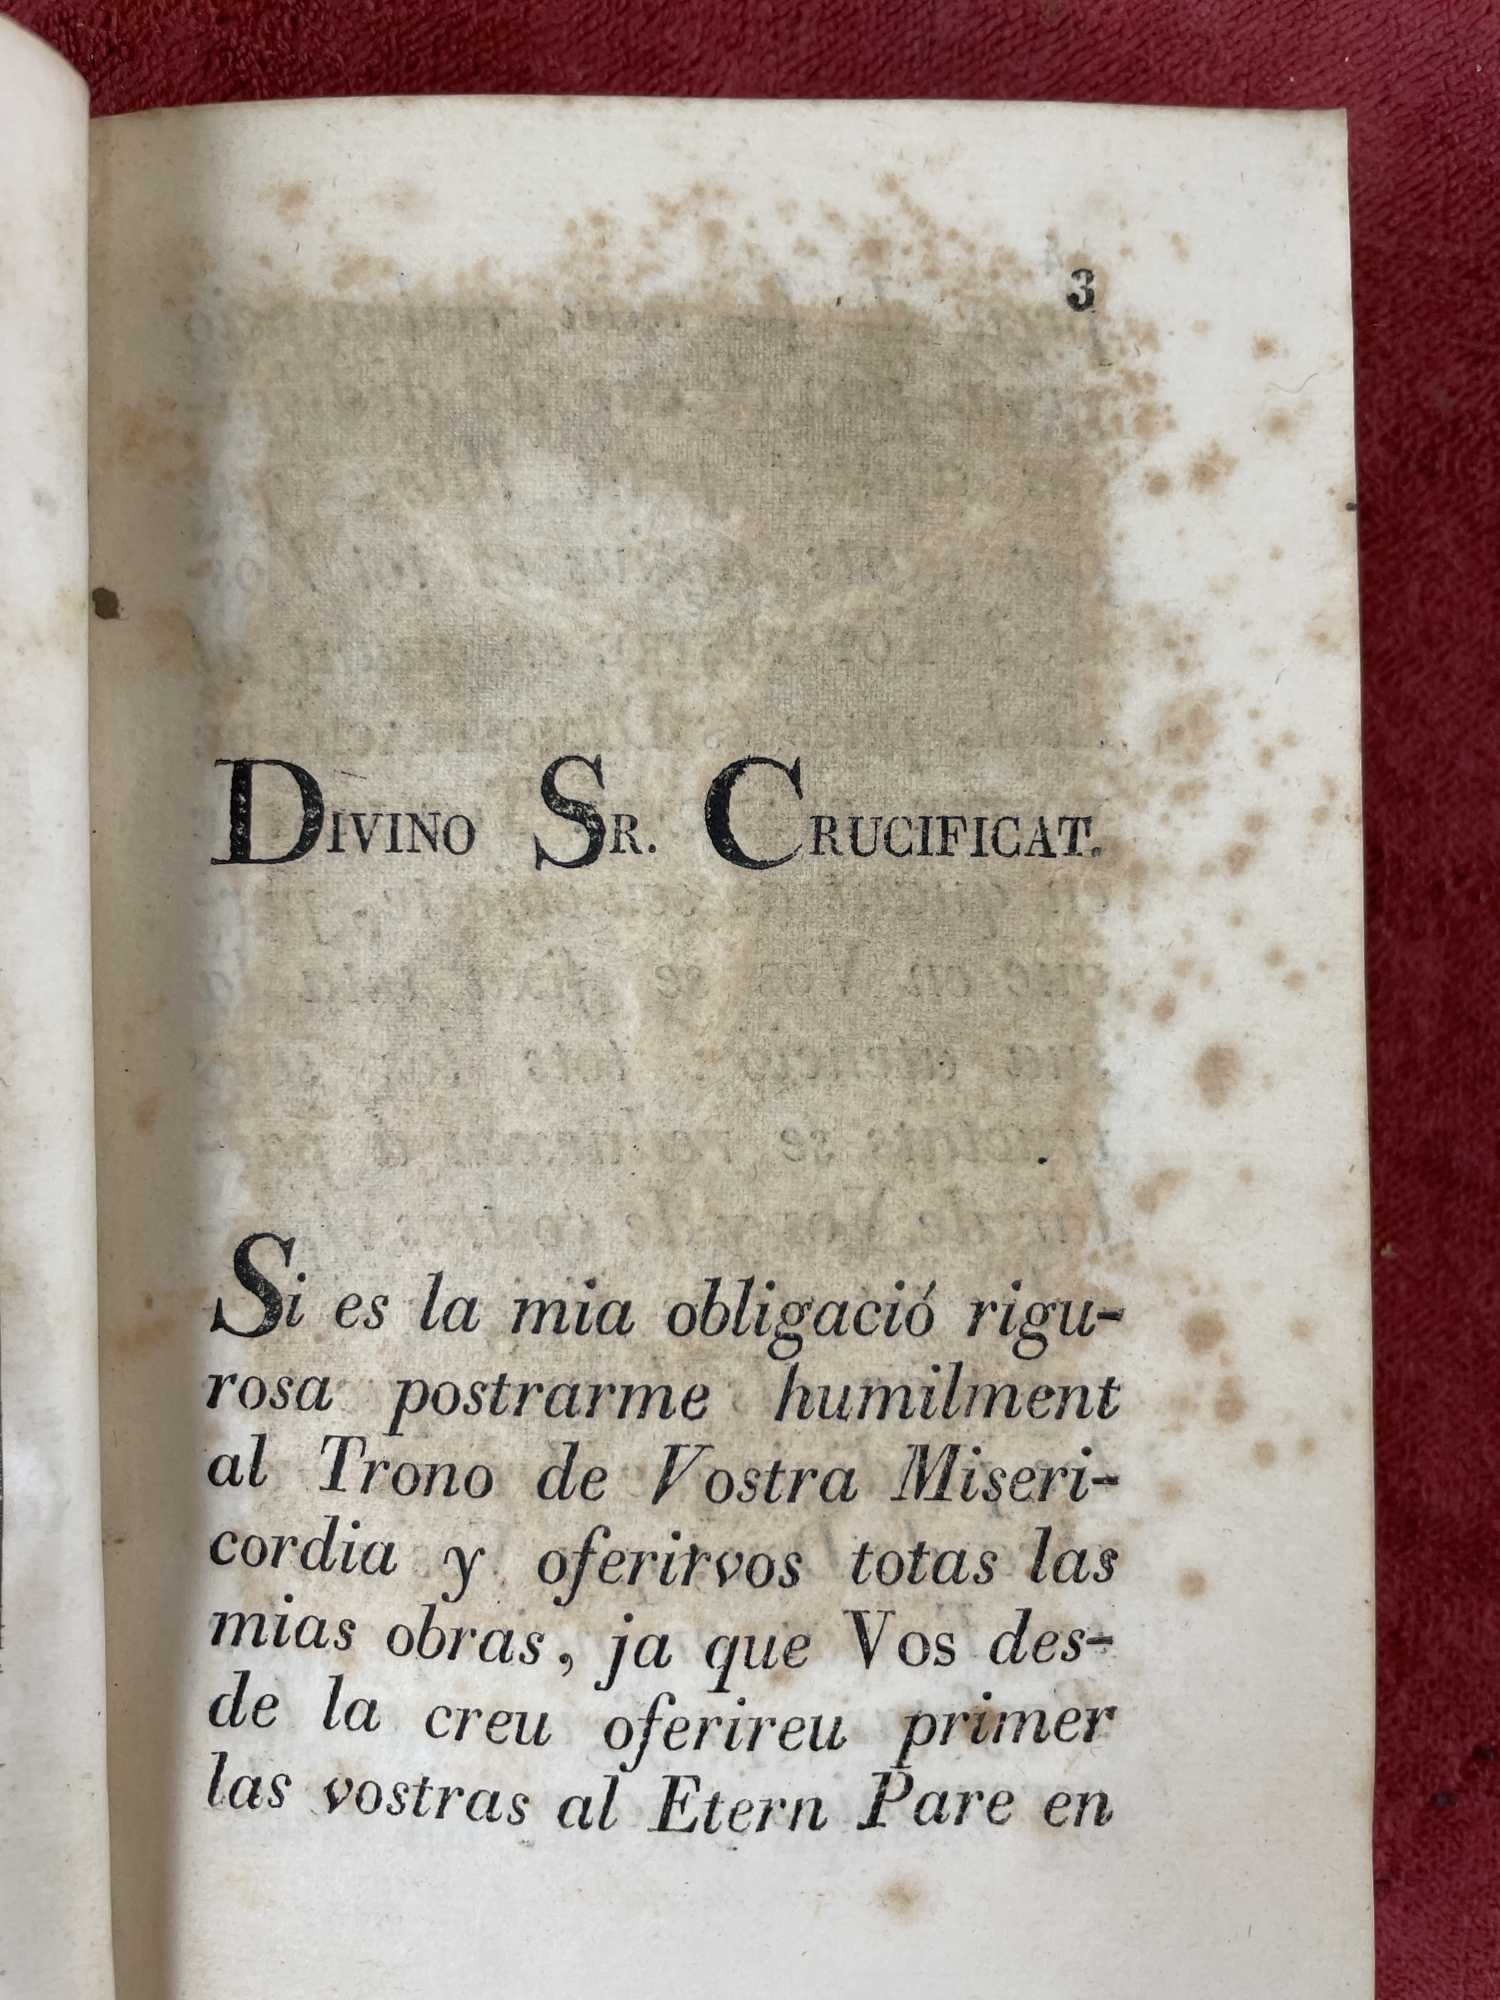 3
DIVINO SR. CRUCIFICAT.
Si es la mia obligació rigu-
rosa postrarme humilment
al Trono de Vostra Miseri-
cordia y oferirvos totas las
mias obras, ja que Vos des-
de la creu oferireu primer
las vostras al Etern Pare en